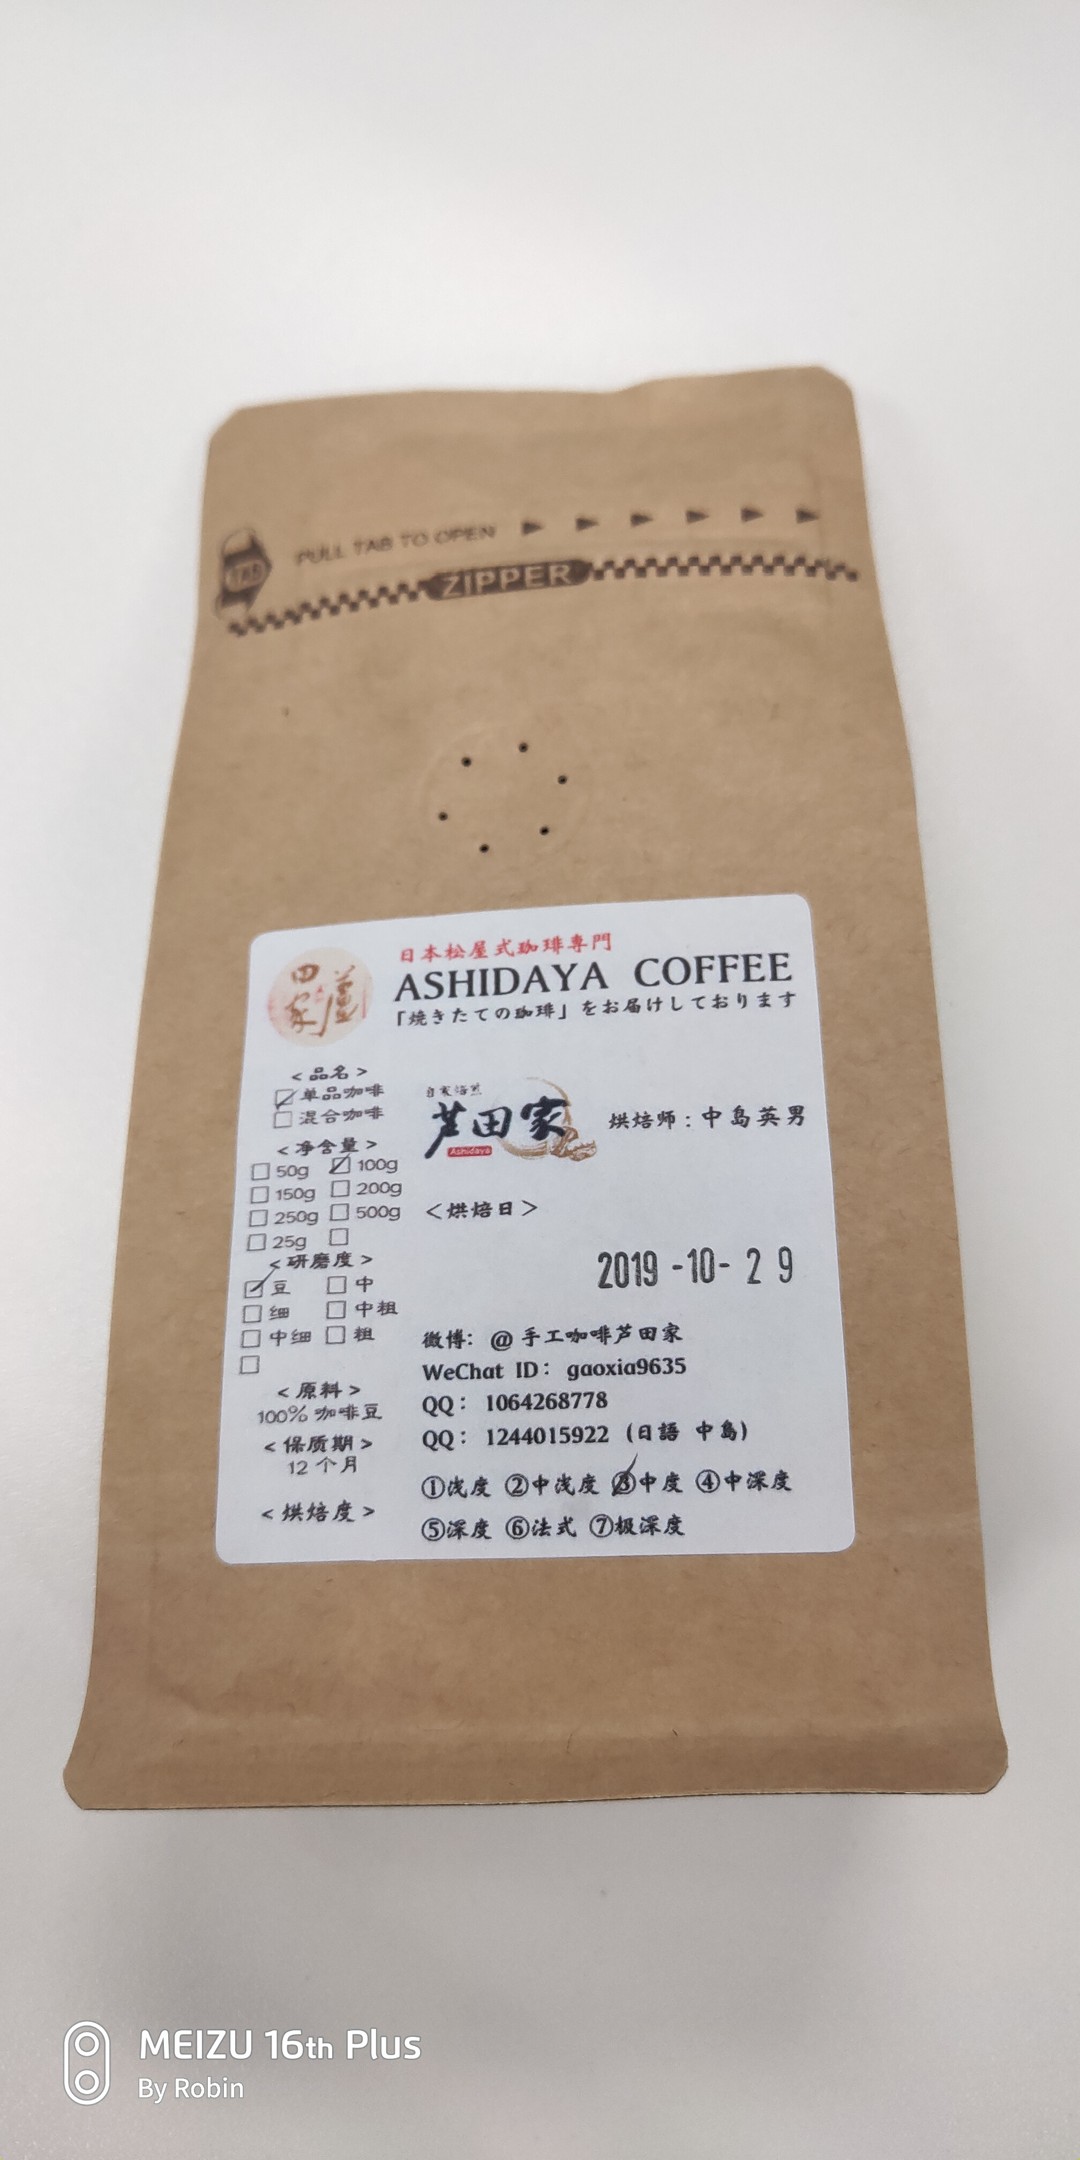 TAB
PULL TAB TO OPEN
ZIPPER
日本松屋式珈琲専門
ASHIDAYA COFFEE
「焼きたての珈琲」をお届けしております
<品名>
单品咖啡
混合咖啡
<净含量>
50g 100g
150g 200g
250g 500g
25g
<研磨度>
豆 中
细 中粗
中细 粗
<原料>
100%咖啡豆
<保质期>
12个月
<烘焙度>
自家焙煎
芦田家
Ashidaya
烘焙师：中島英男
<烘焙日>
2019-10-29
微博：@手工咖啡芦田家
WeChat ID：gaoxia9635
QQ：1064268778
QQ：1244015922（日語 中島）
①浅度 ②中浅度 ③中度 ④中深度
⑤深度 ⑥法式 ⑦极深度
MEIZU 16th Plus
By Robin